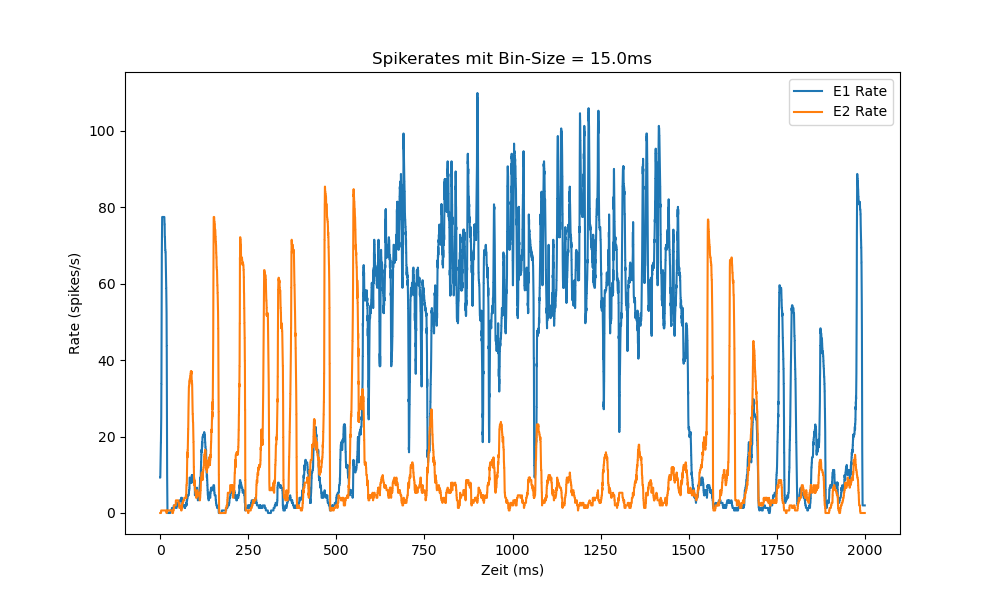 Spikerates mit Bin-Size = 15.0ms
E1 Rate
E2 Rate
100
80
60
40
20
0
Rate (spikes/s)
0 250 500 750 1000 1250 1500 1750 2000
Zeit (ms)